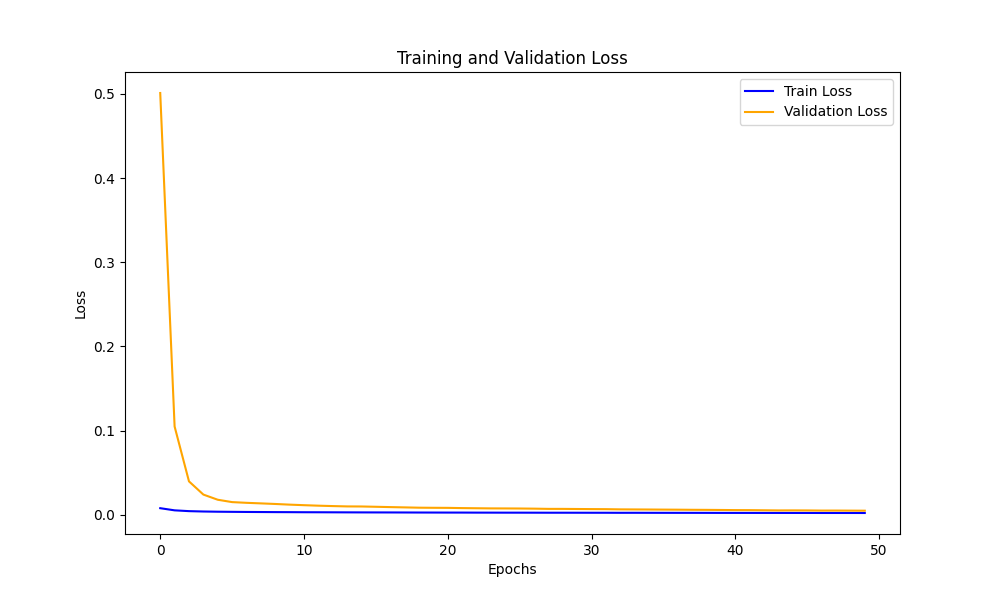 Training and Validation Loss
Train Loss
Validation Loss
0.5
0.4
0.3
0.2
0.1
0.0
Loss
0 10 20 30 40 50
Epochs